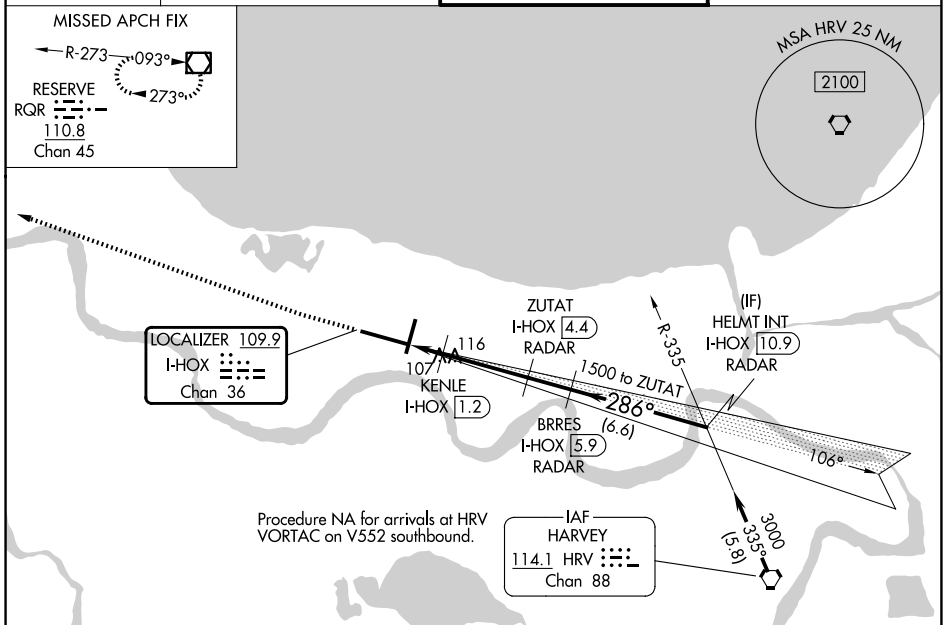 MISSED APCH FIX
R-273
093°
273°
RESERVE
RQR
110.8
Chan 45
MSA HRV 25 NM
2100
LOCALIZER 109.9
I-HOX
Chan 36
116
107
KENLE
I-HOX 1.2
ZUTAT
I-HOX 4.4
RADAR
1500 to ZUTAT
286°
(6.6)
BRRES
I-HOX 5.9
RADAR
R-335
(IF)
HELMT INT
I-HOX 10.9
RADAR
106°
3000
335°
(5.8)
Procedure NA for arrivals at HRV
VORTAC on V552 southbound.
IAF
HARVEY
114.1 HRV
Chan 88